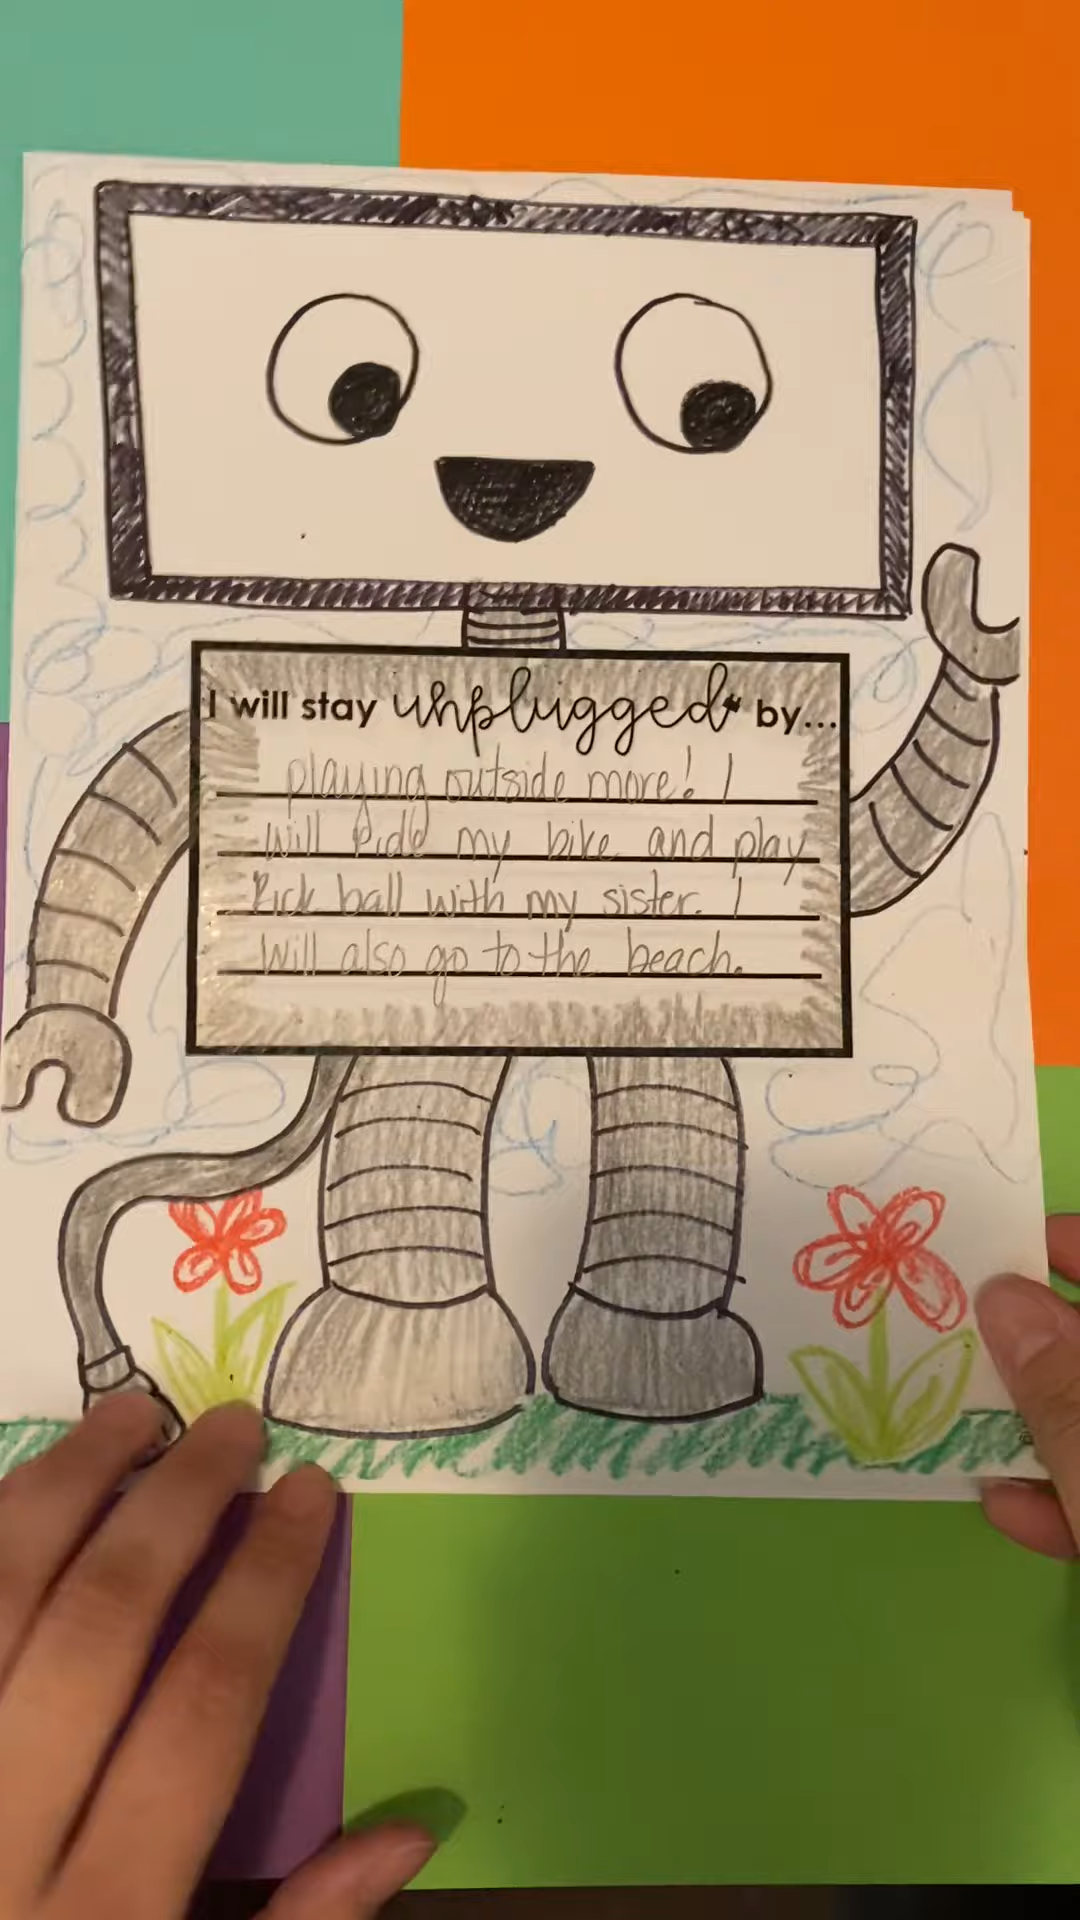 I will stay unplugged by...
playing outside more! I
will ride my bike and play
kick ball with my sister. I
will also go to the beach.